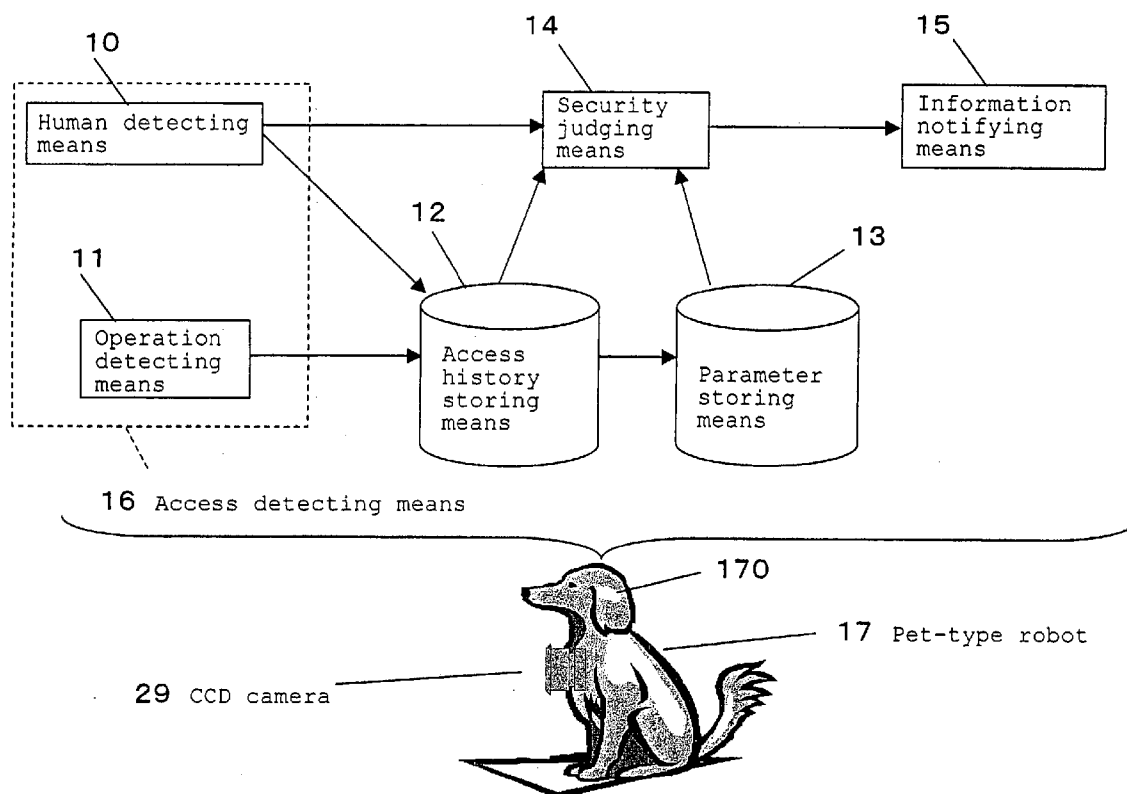 10
14
15
Human detecting
means
Security
judging
means
Information
notifying
means
11
12
13
Operation
detecting
means
Access
history
storing
means
Parameter
storing
means
16 Access detecting means
170
17 Pet-type robot
29 CCD camera